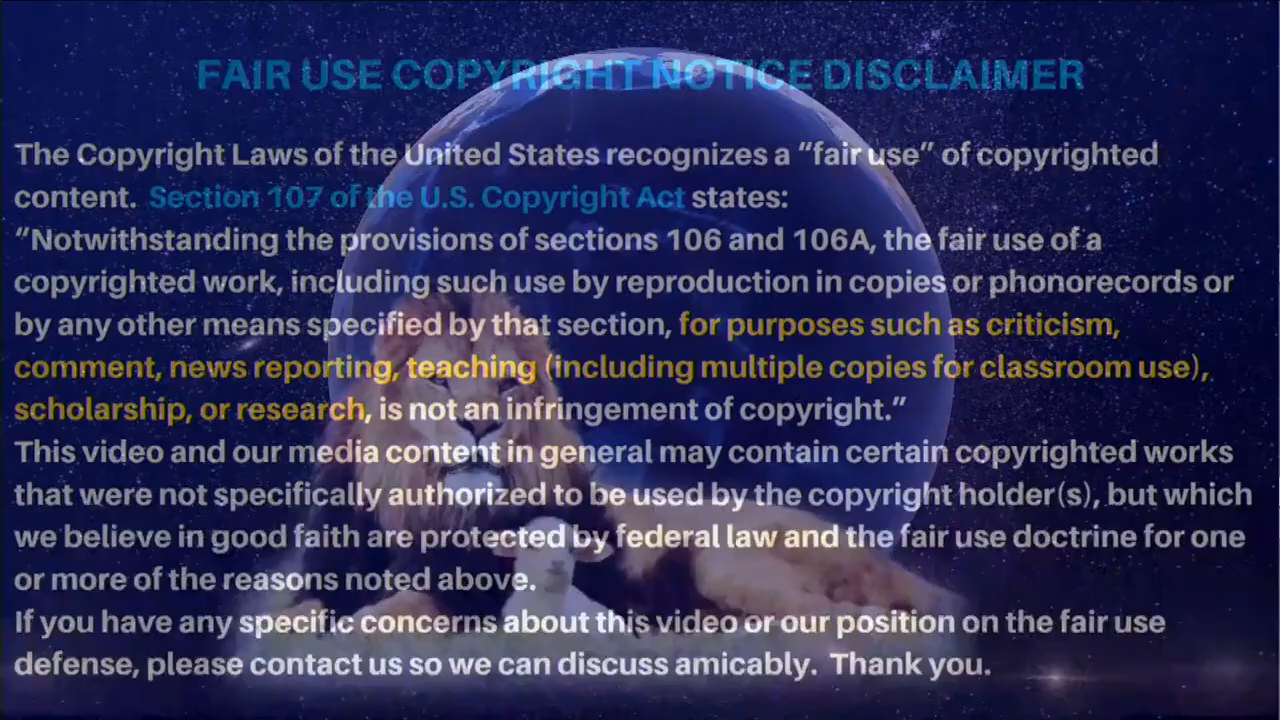 FAIR USE COPYRIGHT NOTICE DISCLAIMER
The Copyright Laws of the United States recognizes a “fair use” of copyrighted
content. Section 107 of the U.S. Copyright Act states:
“Notwithstanding the provisions of sections 106 and 106A, the fair use of a
copyrighted work, including such use by reproduction in copies or phonorecords or
by any other means specified by that section, for purposes such as criticism,
comment, news reporting, teaching (including multiple copies for classroom use),
scholarship, or research, is not an infringement of copyright.”
This video and our media content in general may contain certain copyrighted works
that were not specifically authorized to be used by the copyright holder(s), but which
we believe in good faith are protected by federal law and the fair use doctrine for one
or more of the reasons noted above.
If you have any specific concerns about this video or our position on the fair use
defense, please contact us so we can discuss amicably. Thank you.